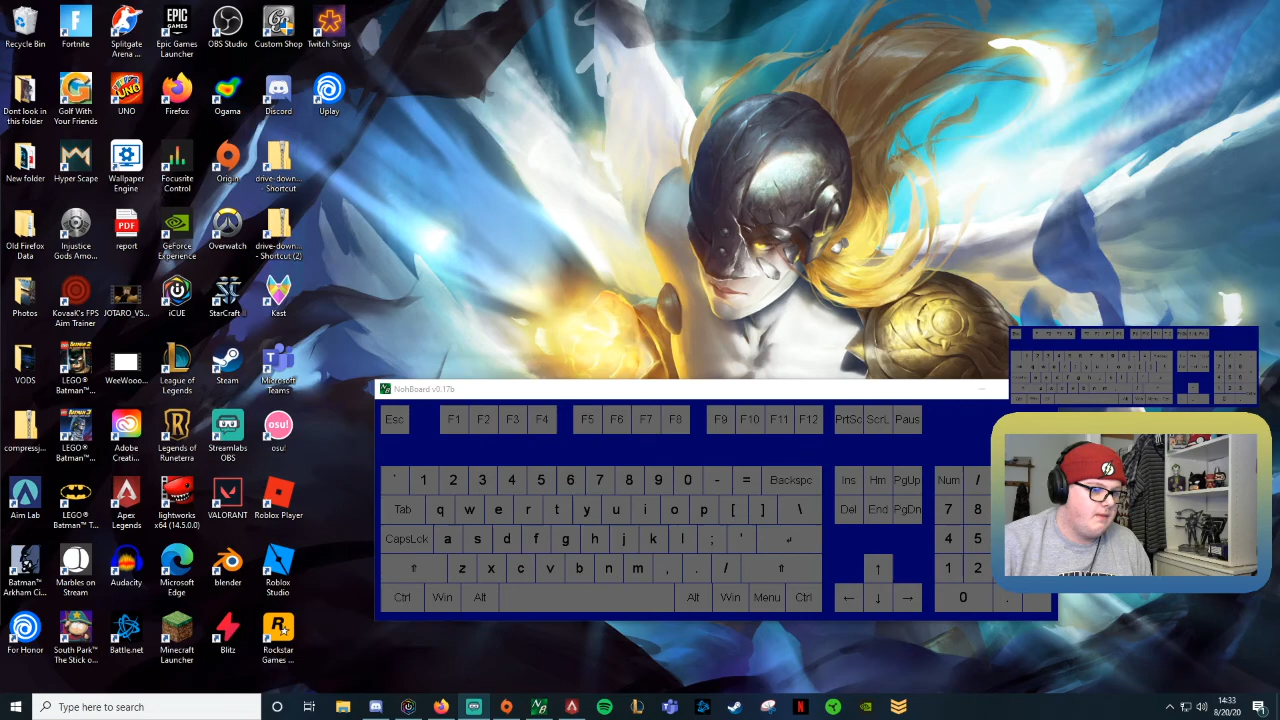 Recycle Bin
Fortnite
Splitgate
Arena ...
EPIC
GAMES
Epic Games
Launcher
OBS Studio
Custom Shop
Twitch Sings
Dont look in
this folder
Golf With
Your Friends
UNO
UNO
Firefox
Ogama
Discord
Uplay
New folder
Hyper Scape
Wallpaper
Engine
Focusrite
Control
Origin
drive-down...
- Shortcut
Old Firefox
Data
Injustice
Gods Amo...
PDF
report
GeForce
Experience
Overwatch
drive-down...
- Shortcut (2)
Photos
KovaaK's FPS
Aim Trainer
JOTARO_VS...
iCUE
StarCraft II
Kast
VODS
LEGO®
Batman™...
WeeWooo...
League of
Legends
Steam
Microsoft
Teams
compressj...
LEGO®
Batman™...
Adobe
Creati...
Legends of
Runeterra
Streamlabs
OBS
osu!
osu!
Aim Lab
LEGO®
Batman™ T...
Apex
Legends
lightworks
x64 (14.5.0.0)
VALORANT
Roblox Player
Batman™
Arkham Ci...
Marbles on
Stream
Audacity
Microsoft
Edge
blender
Roblox
Studio
For Honor
South Park™
The Stick o...
Battle.net
Minecraft
Launcher
Blitz
Rockstar
Games ...
NohBoard v0.17b
Esc F1 F2 F3 F4 F5 F6 F7 F8 F9 F10 F11 F12 PrtSc ScrL Paus
` 1 2 3 4 5 6 7 8 9 0 - = Backspc Ins Hm PgUp Num /
Tab q w e r t y u i o p [ ] \ Del End PgDn 7 8
CapsLck a s d f g h j k l ; ' ↲ 4 5
⇧ z x c v b n m , . / ⇧ ↑ 1 2
Ctrl Win Alt Alt Win Menu Ctrl ← ↓ → 0 .
Type here to search
14:33
8/20/20